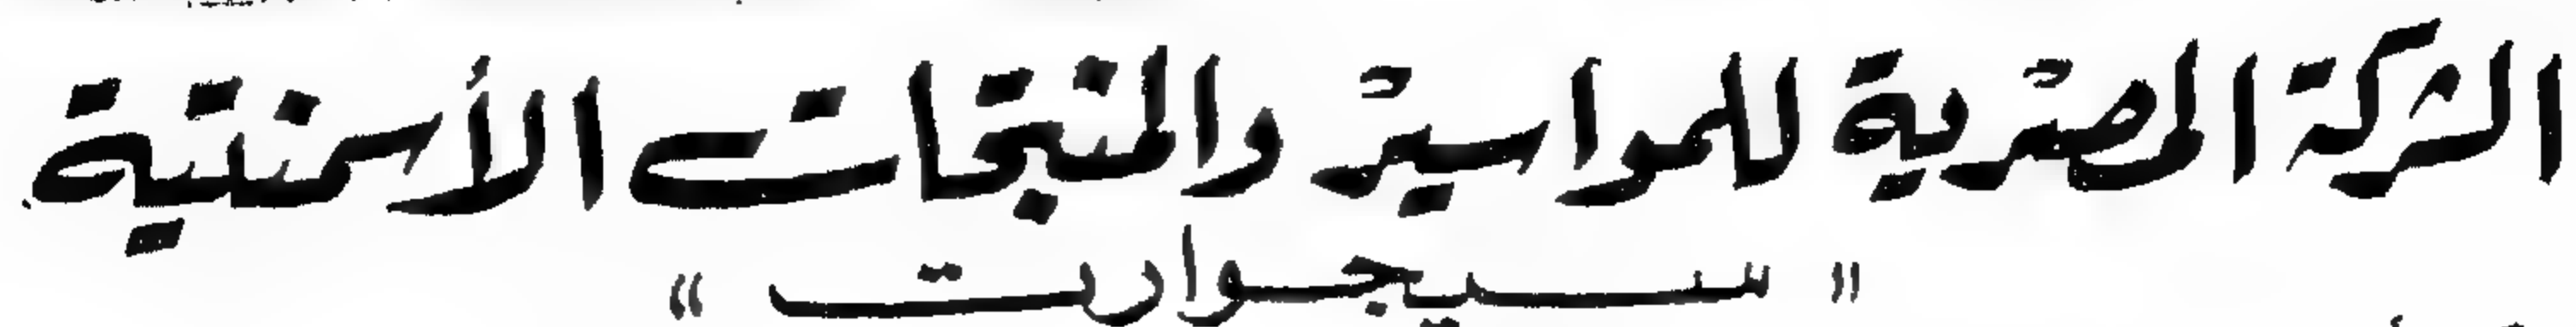 الشركة المصرية للمواسير والمنتجات الأسمنتية
" سيجوارت "